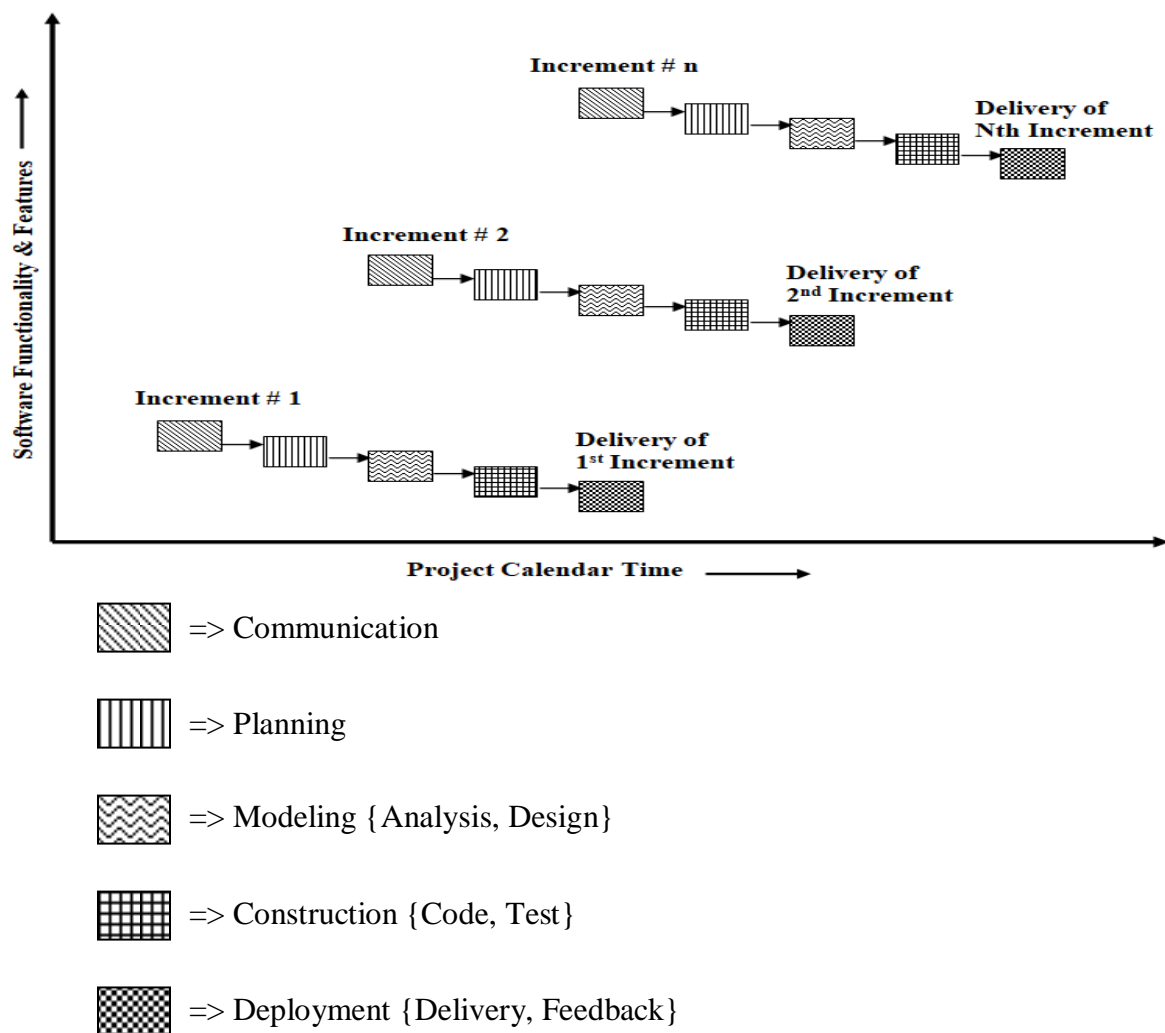 Increment # n
Delivery of
Nth Increment
Increment # 2
Delivery of
2nd Increment
Increment # 1
Delivery of
1st Increment
Software Functionality & Features
Project Calendar Time
=> Communication
=> Planning
=> Modeling {Analysis, Design}
=> Construction {Code, Test}
=> Deployment {Delivery, Feedback}